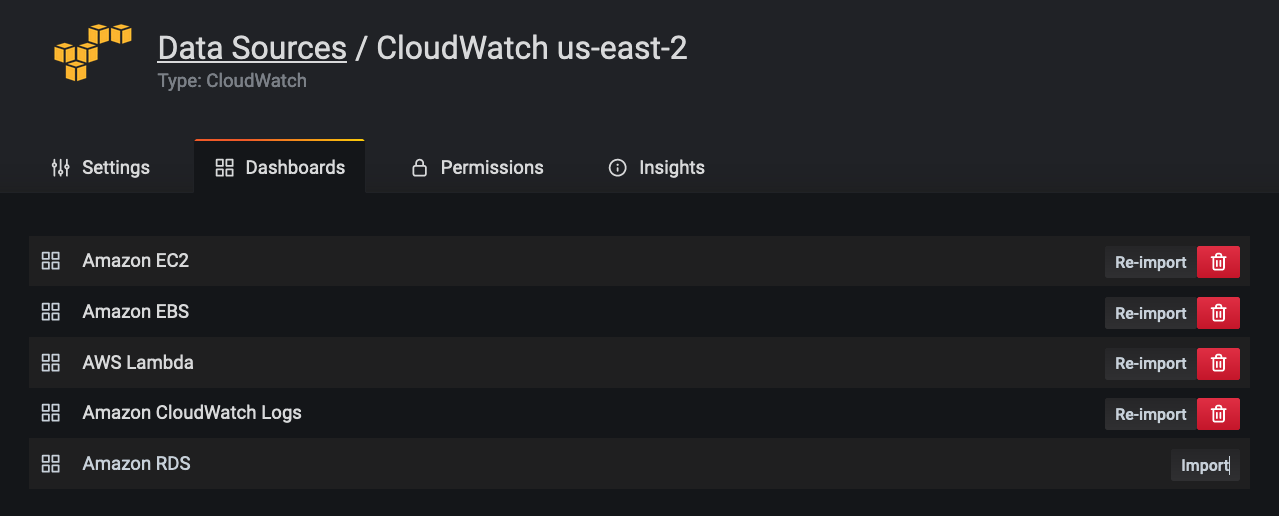 Data Sources / CloudWatch us-east-2
Type: CloudWatch
Settings Dashboards Permissions Insights
Amazon EC2 Re-import
Amazon EBS Re-import
AWS Lambda Re-import
Amazon CloudWatch Logs Re-import
Amazon RDS Import